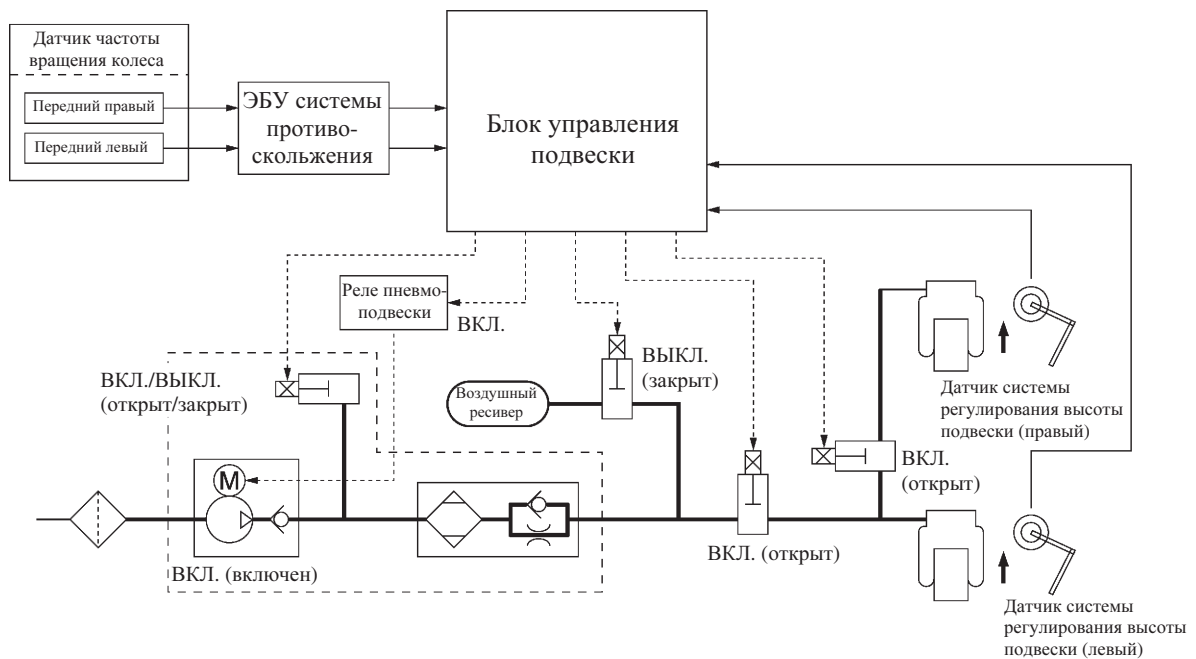 Датчик частоты
вращения колеса
Передний правый
Передний левый
ЭБУ системы
противо-
скольжения
Блок управления
подвески
Реле пневмо-
подвески
ВКЛ.
ВЫКЛ.
(закрыт)
ВКЛ./ВЫКЛ.
(открыт/закрыт)
Воздушный
ресивер
Датчик системы
регулирования высоты
подвески (правый)
ВКЛ.
(открыт)
M
ВКЛ. (открыт)
ВКЛ. (включен)
Датчик системы
регулирования высоты
подвески (левый)